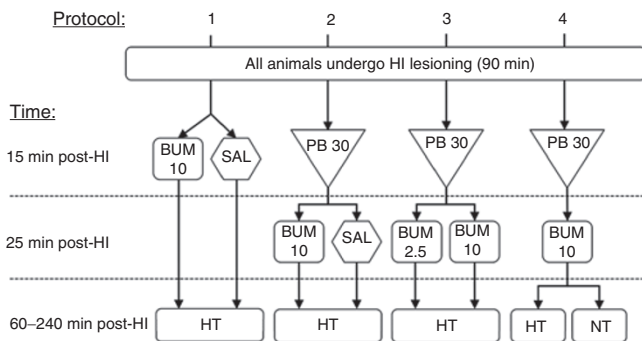 Protocol: 1 2 3 4
All animals undergo HI lesioning (90 min)
Time:
15 min post-HI BUM 10 SAL PB 30 PB 30 PB 30
25 min post-HI BUM 10 SAL BUM 2.5 BUM 10 BUM 10
60–240 min post-HI HT HT HT HT NT